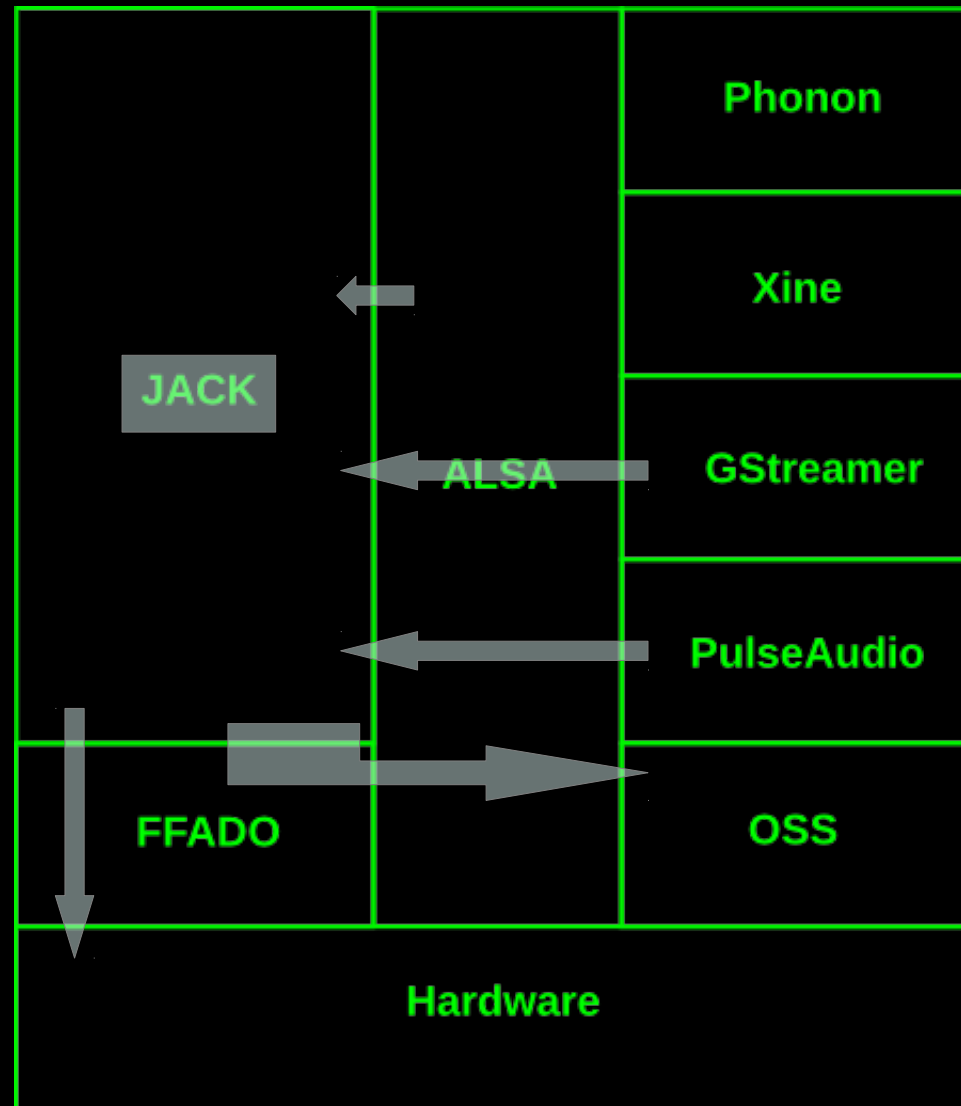 Phonon
Xine
JACK
ALSA
GStreamer
PulseAudio
FFADO
OSS
Hardware